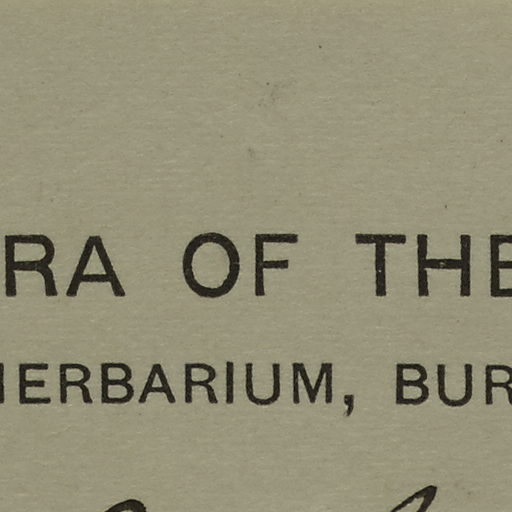 RA OF THE
HERBARIUM, BUR